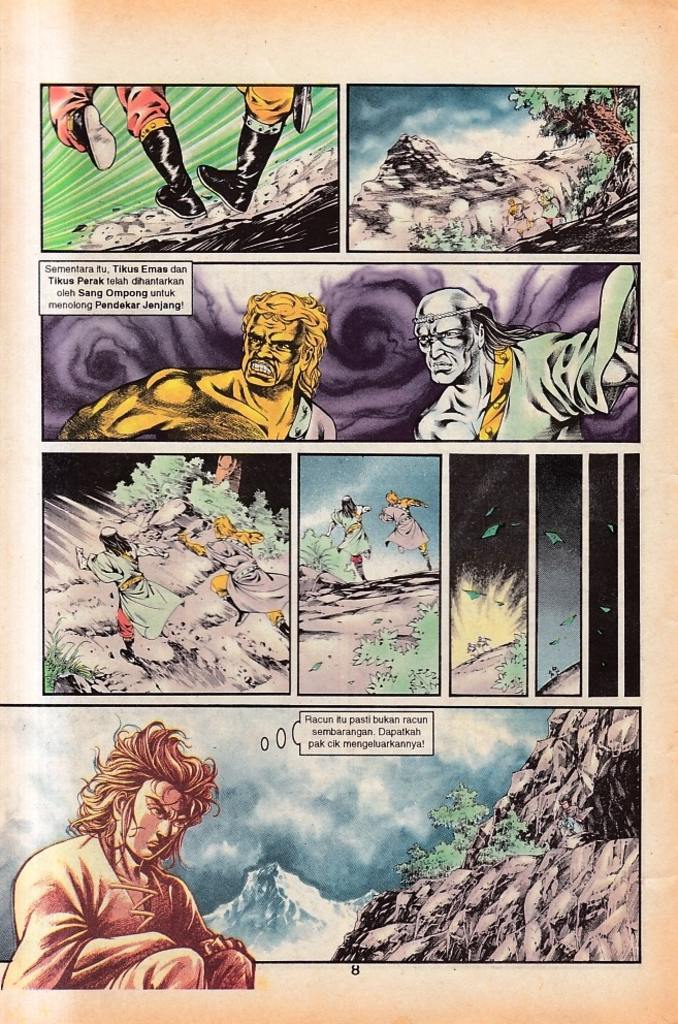 Sementara itu, Tikus Emas dan
Tikus Perak telah dihantarkan
oleh Sang Ompong untuk
menolong Pendekar Jenjang!
Racun itu pasti bukan racun
sembarangan. Dapatkah
pak cik mengeluarkannya!
8